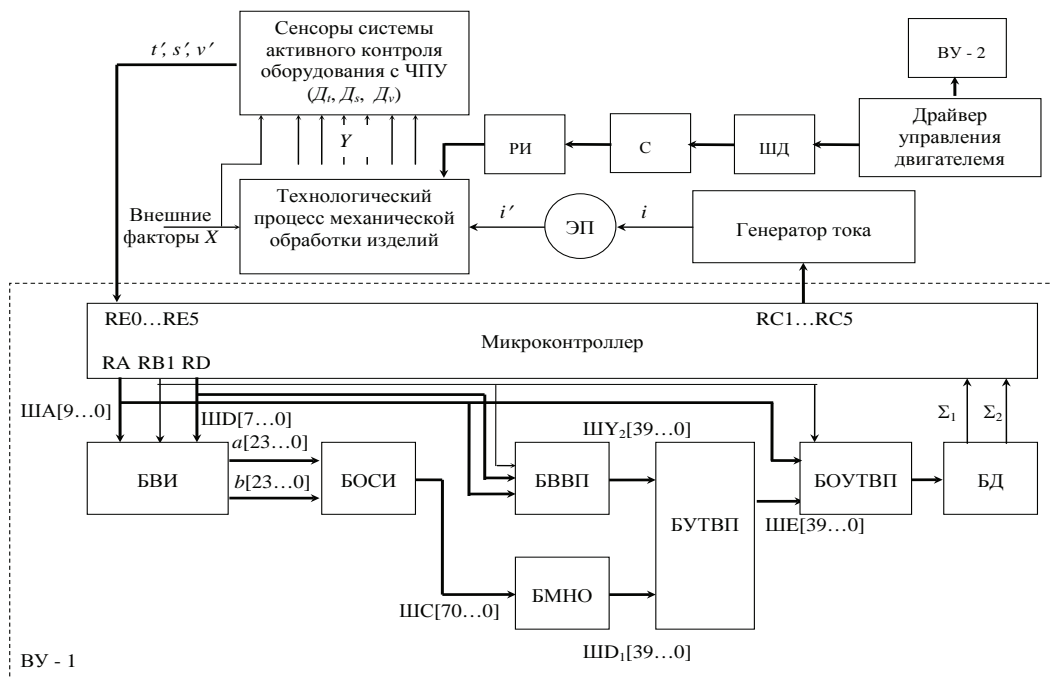 Сенсоры системы
активного контроля
оборудования с ЧПУ
(Дt, Дs, Дv)
t′, s′, v′
ВУ - 2
Драйвер
управления
двигателемя
ШД
С
РИ
Y
Технологический
процесс механической
обработки изделий
Внешние
факторы X
i′
ЭП
i
Генератор тока
RE0…RE5
RC1…RC5
Микроконтроллер
RA RB1 RD
ША[9…0]
ШD[7…0]
Σ1
Σ2
a[23…0]
b[23…0]
БВИ
БОСИ
ШY2[39…0]
БВВП
БУТВП
БОУТВП
БД
ШЕ[39…0]
БМНО
ШС[70…0]
ШD1[39…0]
ВУ - 1